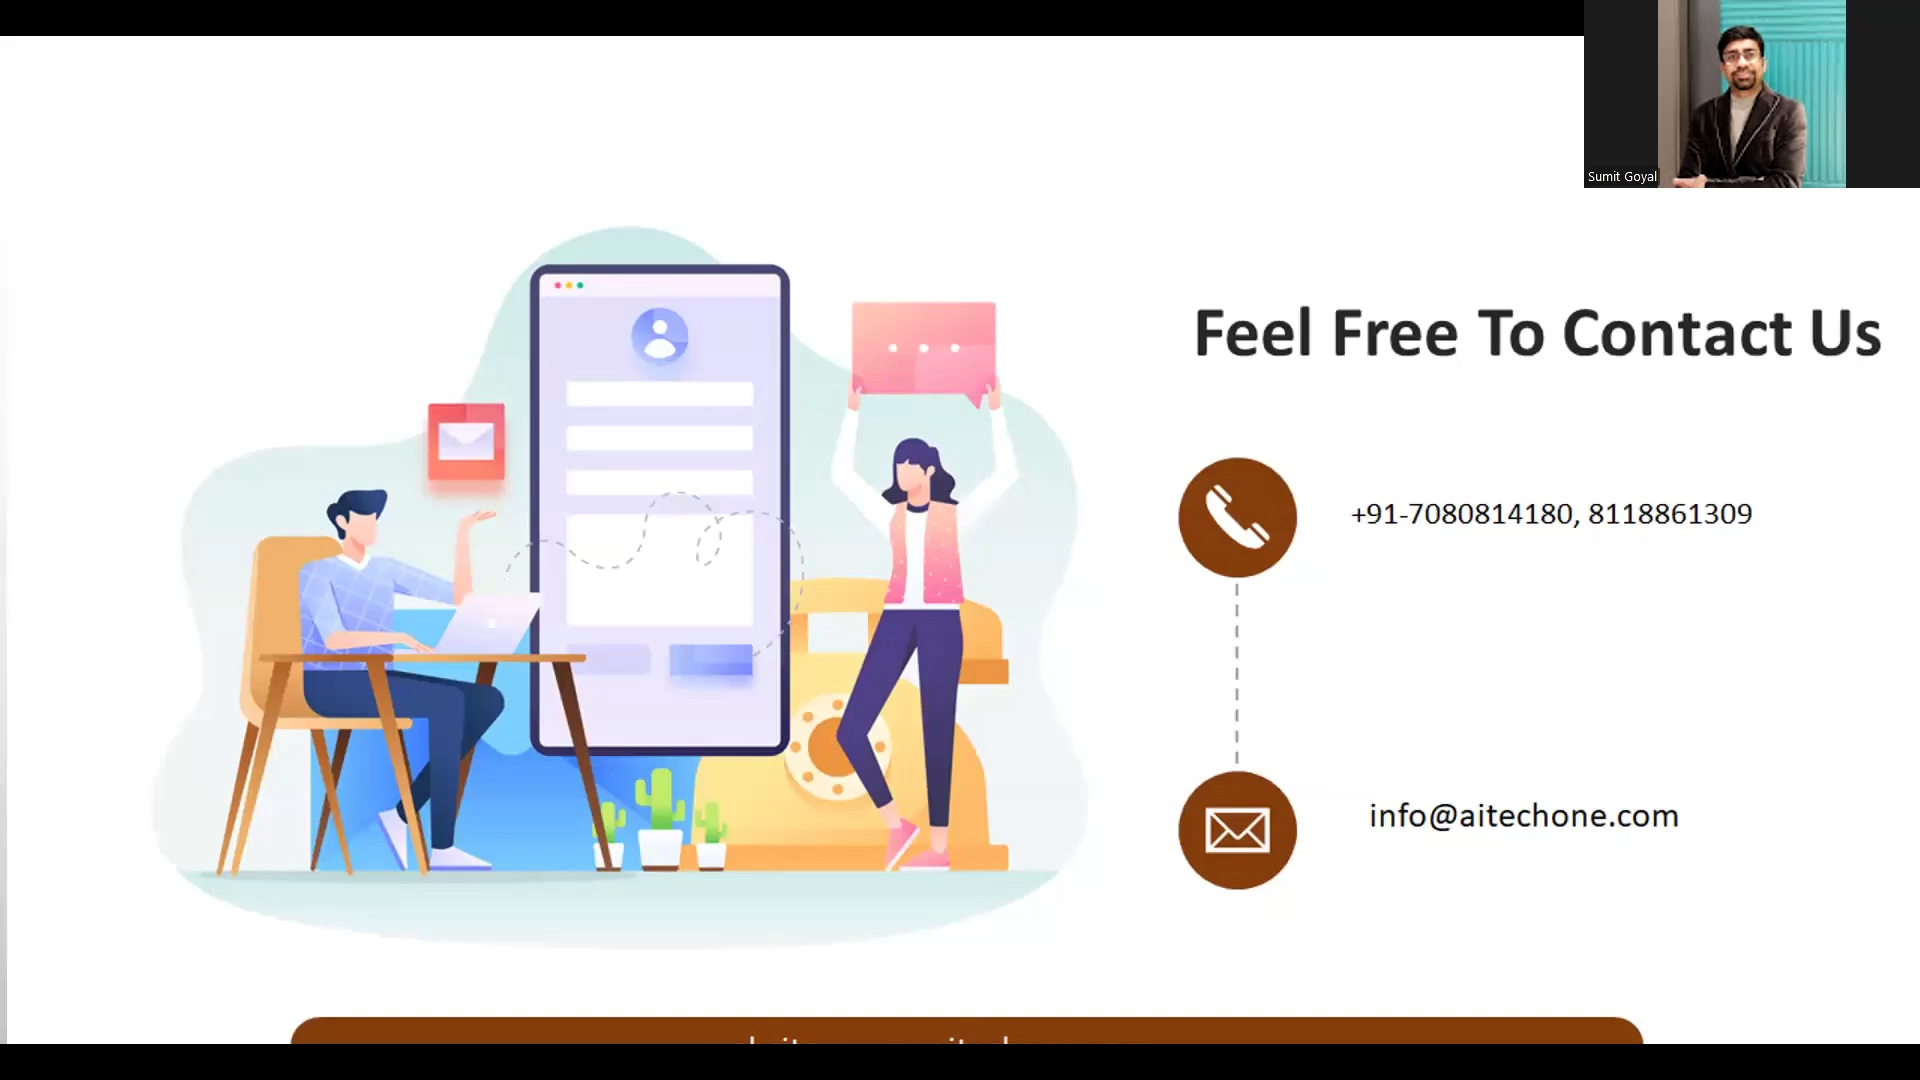 Sumit Goyal
Feel Free To Contact Us
+91-7080814180, 8118861309
info@aitechone.com